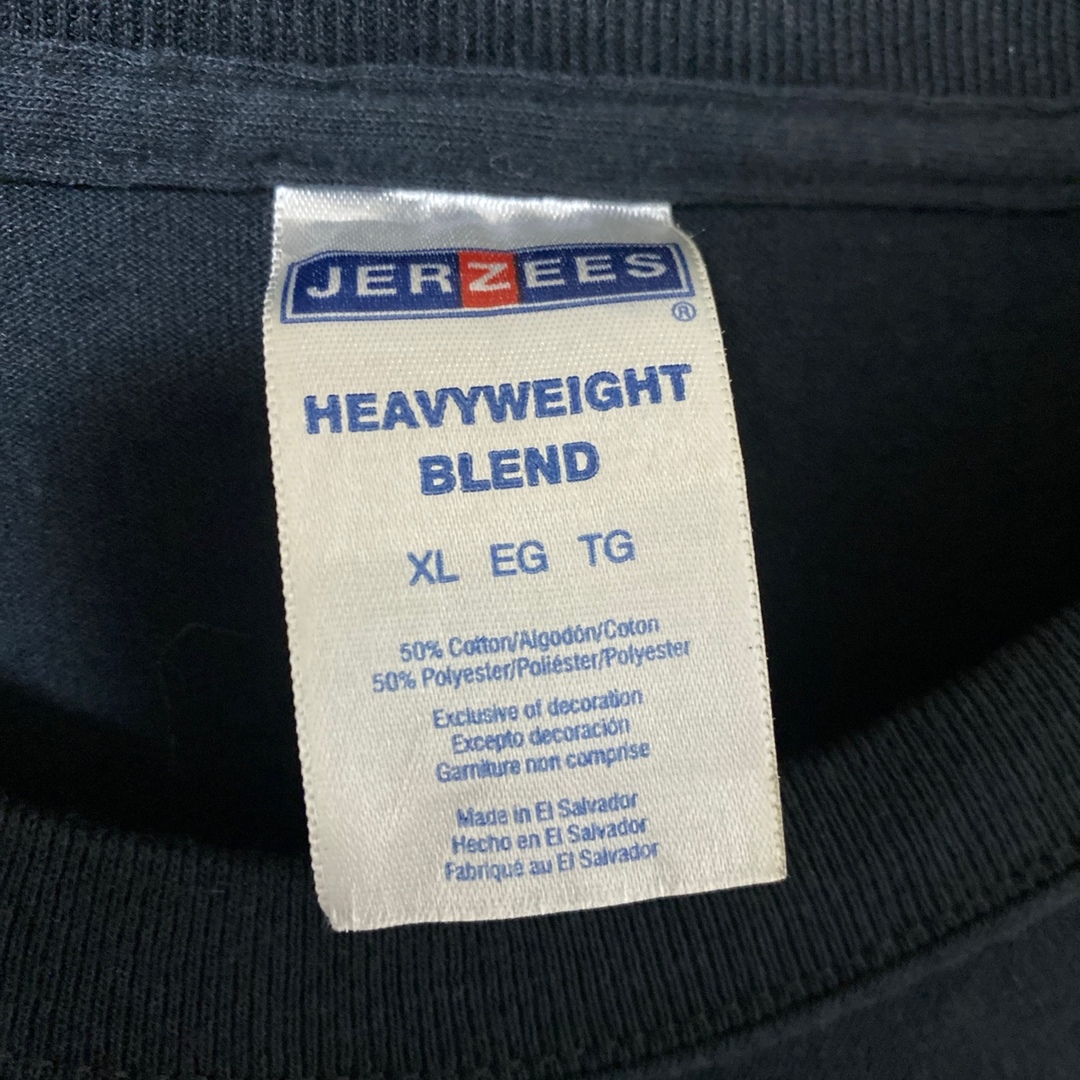 JERZEES®
HEAVYWEIGHT
BLEND
XL EG TG
50% Cotton/Algodón/Coton
50% Polyester/Poliéster/Polyester
Exclusive of decoration
Excepto decoración
Garniture non comprise
Made in El Salvador
Hecho en El Salvador
Fabriqué au El Salvador